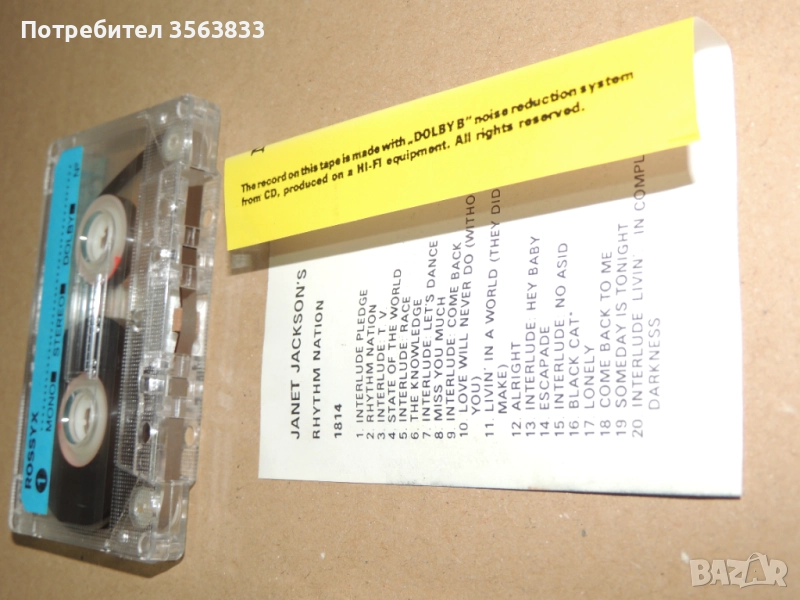 Потребител 3563833
ROSSYX
1
MONO STEREO DOLBY NP
The record on this tape is made with „DOLBY B" noise reduction system
from CD, produced on a HI-FI equipment. All rights reserved.
JANET JACKSON'S
RHYTHM NATION
1814
1. INTERLUDE PLEDGE
2. RHYTHM NATION
3. INTERLUDE: T. V.
4. STATE OF THE WORLD
5. INTERLUDE: RACE
6. THE KNOWLEDGE
7. INTERLUDE: LET'S DANCE
8. MISS YOU MUCH
9. INTERLUDE: COME BACK
10. LOVE WILL NEVER DO (WITHO
YOU)
11. LIVIN' IN A WORLD (THEY DID
MAKE)
12 ALRIGHT
13 INTERLUDE: HEY BABY
14 ESCAPADE
15 INTERLUDE: NO ASID
16 BLACK CAT
17 LONELY
18 COME BACK TO ME
19 SOMEDAY IS TONIGHT
20 INTERLUDE LIVIN' IN COMPL
DARKNESS
BAZAR